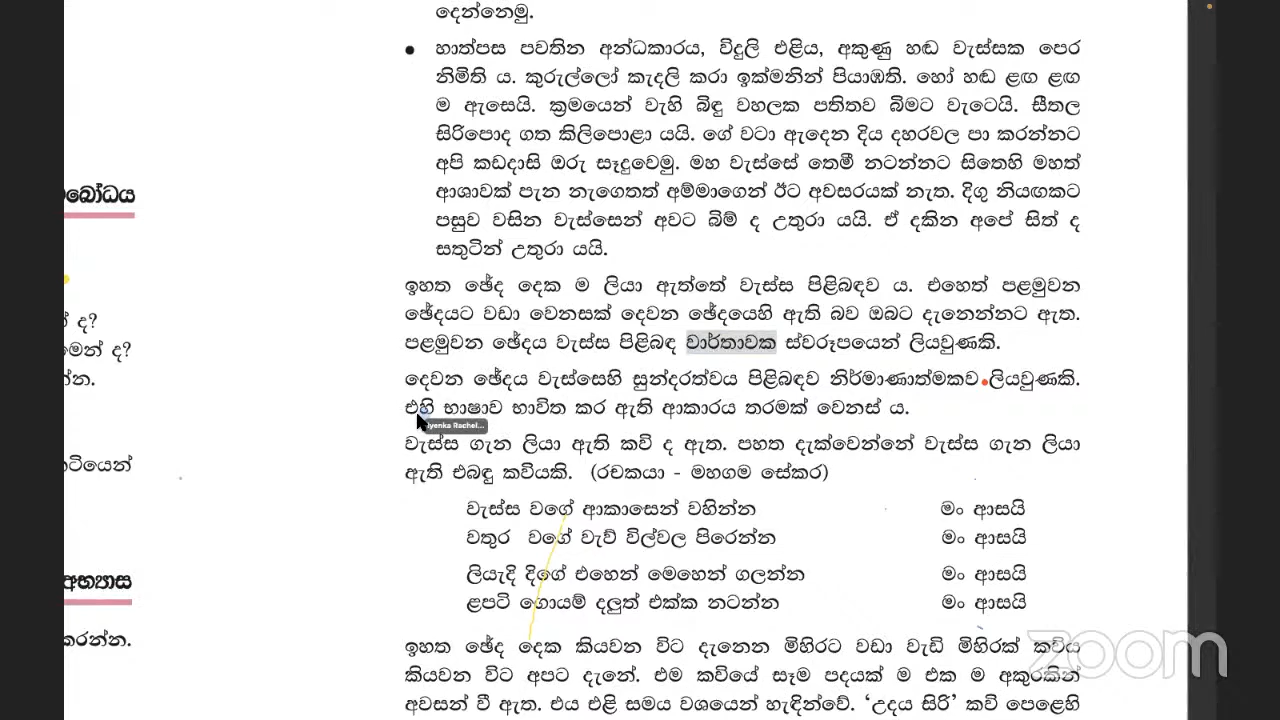 දෙන්නෙමු.
• හාත්පස පවතින අන්ධකාරය, විදුලි එළිය, අකුණු හඬ වැස්සක පෙර
නිමිති ය. කුරුල්ලෝ කැදලි කරා ඉක්මනින් පියාඹති. හෝ හඬ ළඟ ළඟ
ම ඇසෙයි. ක්‍රමයෙන් වැහි බිඳු වහලක පතිතව බිමට වැටෙයි. සීතල
සිරිපොද ගත කිලිපොළා යයි. ගේ වටා ඇදෙන දිය දහරවල පා කරන්නට
අපි කඩදාසි ඔරු සෑදුවෙමු. මහ වැස්සේ තෙමී නටන්නට සිතෙහි මහත්
ආශාවක් පැන නැගෙතත් අම්මාගෙන් ඊට අවසරයක් නැත. දිගු නියඟකට
පසුව වසින වැස්සෙන් අවට බිම් ද උතුරා යයි. ඒ දකින අපේ සිත් ද
සතුටින් උතුරා යයි.
බෝධය
ඉහත ඡේද දෙක ම ලියා ඇත්තේ වැස්ස පිළිබඳව ය. එහෙත් පළමුවන
ඡේදයට වඩා වෙනසක් දෙවන ඡේදයෙහි ඇති බව ඔබට දැනෙන්නට ඇත.
පළමුවන ඡේදය වැස්ස පිළිබඳ වාර්තාවක ස්වරූපයෙන් ලියවුණකි.
ද?
මෙන් ද?
න්න.
දෙවන ඡේදය වැස්සෙහි සුන්දරත්වය පිළිබඳව නිර්මාණාත්මකව ලියවුණකි.
එහි භාෂාව භාවිත කර ඇති ආකාරය තරමක් වෙනස් ය.
iyenka Rachel...
වැස්ස ගැන ලියා ඇති කවි ද ඇත. පහත දැක්වෙන්නේ වැස්ස ගැන ලියා
ඇති එබඳු කවියකි. (රචකයා - මහගම සේකර)
ටියෙන්
වැස්ස වගේ ආකාසෙන් වහින්න මං ආසයි
වතුර වගේ වැව් විල්වල පිරෙන්න මං ආසයි
ලියැදි දිගේ එහෙන් මෙහෙන් ගලන්න මං ආසයි
ළපටි ගොයම් දලුත් එක්ක නටන්න මං ආසයි
අභ්‍යාස
කරන්න.
ඉහත ඡේද දෙක කියවන විට දැනෙන මිහිරට වඩා වැඩි මිහිරක් කවිය
කියවන විට අපට දැනේ. එම කවියේ සෑම පදයක් ම එක ම අකුරකින්
අවසන් වී ඇත. එය එළි සමය වශයෙන් හැඳින්වේ. ‘උදය සිරි’ කවි පෙළෙහි
zoom